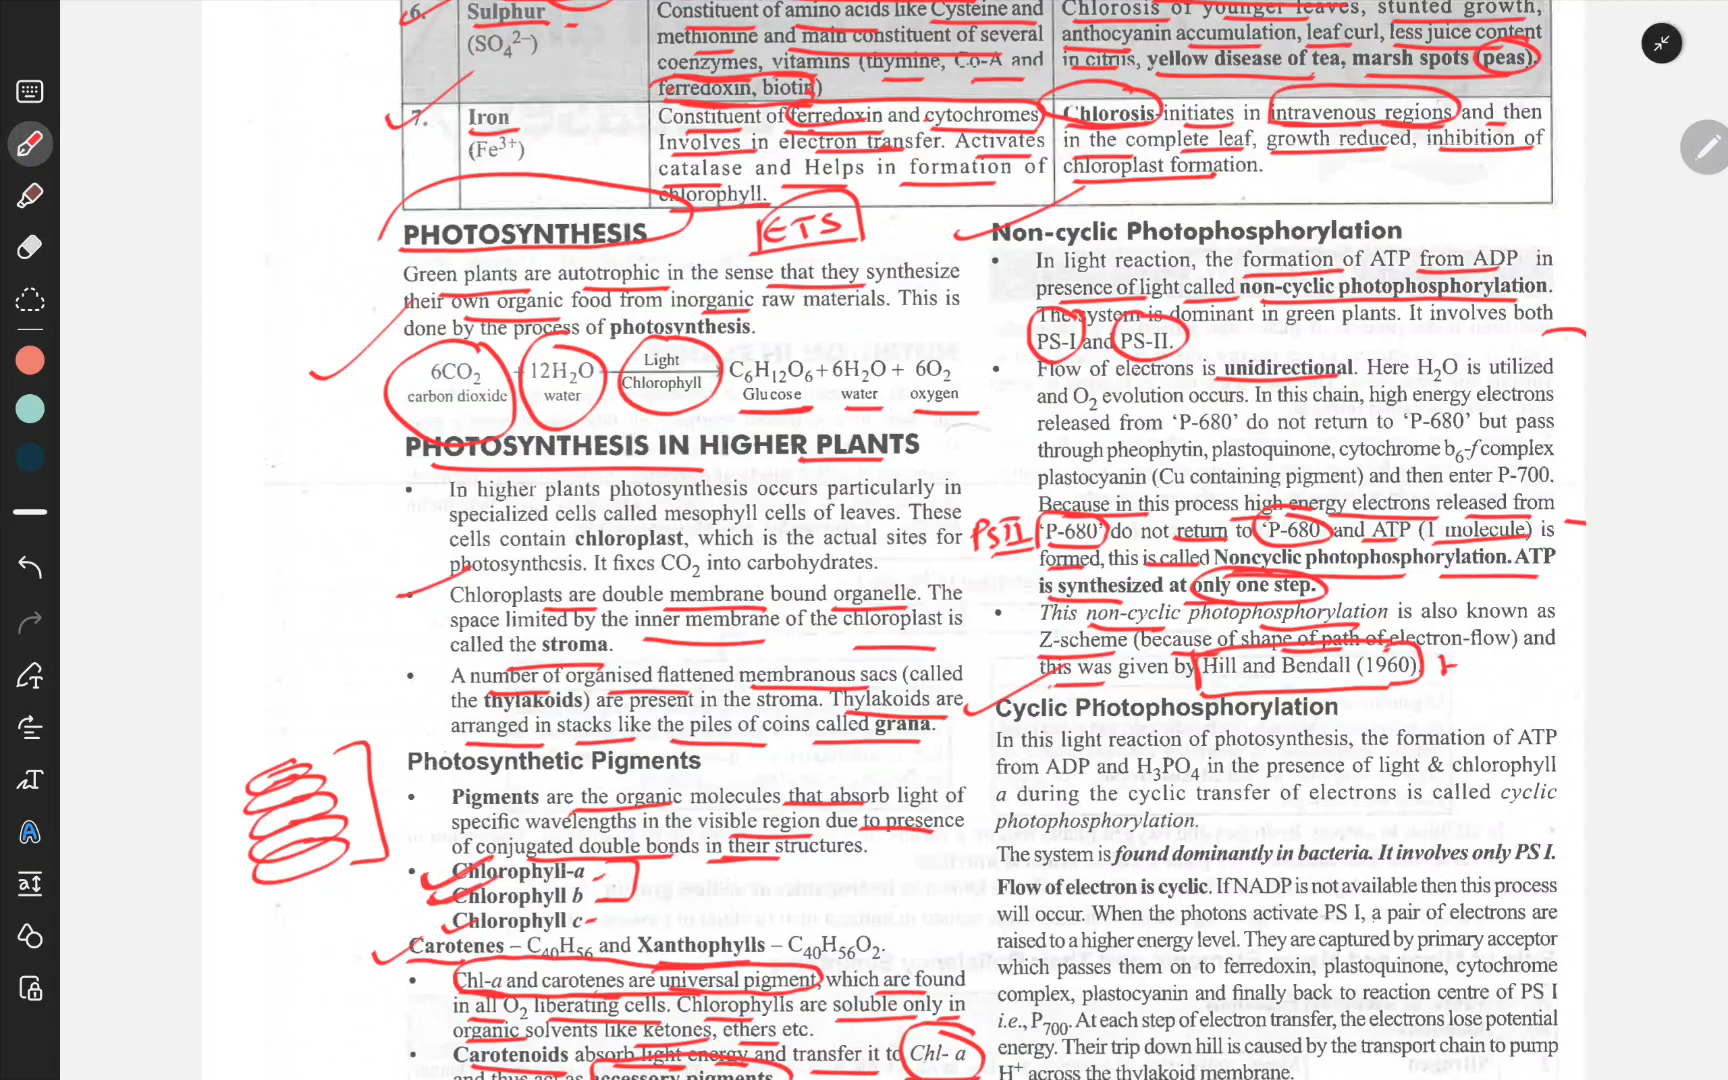 6.
Sulphur
(SO₄²⁻)
Constituent of amino acids like Cysteine and
methionine and main constituent of several
coenzymes, vitamins (thymine, Co-A and
ferredoxin, biotin)
Chlorosis of younger leaves, stunted growth,
anthocyanin accumulation, leaf curl, less juice content
in citrus, yellow disease of tea, marsh spots (peas).
7.
Iron
(Fe³⁺)
Constituent of ferredoxin and cytochromes
Involves in electron transfer. Activates
catalase and Helps in formation of
chlorophyll.
Chlorosis initiates in intravenous regions and then
in the complete leaf, growth reduced, inhibition of
chloroplast formation.
PHOTOSYNTHESIS
ETS
Green plants are autotrophic in the sense that they synthesize
their own organic food from inorganic raw materials. This is
done by the process of photosynthesis.
6CO₂ + 12H₂O Light C₆H₁₂O₆ + 6H₂O + 6O₂
carbon dioxide water Chlorophyll Glucose water oxygen
PHOTOSYNTHESIS IN HIGHER PLANTS
• In higher plants photosynthesis occurs particularly in
specialized cells called mesophyll cells of leaves. These
cells contain chloroplast, which is the actual sites for
photosynthesis. It fixes CO₂ into carbohydrates.
• Chloroplasts are double membrane bound organelle. The
space limited by the inner membrane of the chloroplast is
called the stroma.
• A number of organised flattened membranous sacs (called
the thylakoids) are present in the stroma. Thylakoids are
arranged in stacks like the piles of coins called grana.
Photosynthetic Pigments
• Pigments are the organic molecules that absorb light of
specific wavelengths in the visible region due to presence
of conjugated double bonds in their structures.
• Chlorophyll-a
Chlorophyll b
Chlorophyll c
Carotenes – C₄₀H₅₆ and Xanthophylls – C₄₀H₅₆O₂.
• Chl-a and carotenes are universal pigment, which are found
in all O₂ liberating cells. Chlorophylls are soluble only in
organic solvents like ketones, ethers etc.
• Carotenoids absorb light energy and transfer it to Chl- a
and thus act as accessory pigments.
Non-cyclic Photophosphorylation
• In light reaction, the formation of ATP from ADP in
presence of light called non-cyclic photophosphorylation.
The system is dominant in green plants. It involves both
PS-I and PS-II.
• Flow of electrons is unidirectional. Here H₂O is utilized
and O₂ evolution occurs. In this chain, high energy electrons
released from ‘P-680’ do not return to ‘P-680’ but pass
through pheophytin, plastoquinone, cytochrome b₆-f complex
plastocyanin (Cu containing pigment) and then enter P-700.
Because in this process high energy electrons released from
PSII ‘P-680’ do not return to ‘P-680 and ATP (1 molecule) is
formed, this is called Noncyclic photophosphorylation. ATP
is synthesized at only one step.
• This non-cyclic photophosphorylation is also known as
Z-scheme (because of shape of path of electron-flow) and
this was given by Hill and Bendall (1960).
Cyclic Photophosphorylation
In this light reaction of photosynthesis, the formation of ATP
from ADP and H₃PO₄ in the presence of light & chlorophyll
a during the cyclic transfer of electrons is called cyclic
photophosphorylation.
The system is found dominantly in bacteria. It involves only PS I.
Flow of electron is cyclic. If NADP is not available then this process
will occur. When the photons activate PS I, a pair of electrons are
raised to a higher energy level. They are captured by primary acceptor
which passes them on to ferredoxin, plastoquinone, cytochrome
complex, plastocyanin and finally back to reaction centre of PS I
i.e., P₇₀₀. At each step of electron transfer, the electrons lose potential
energy. Their trip down hill is caused by the transport chain to pump
H⁺ across the thylakoid membrane.